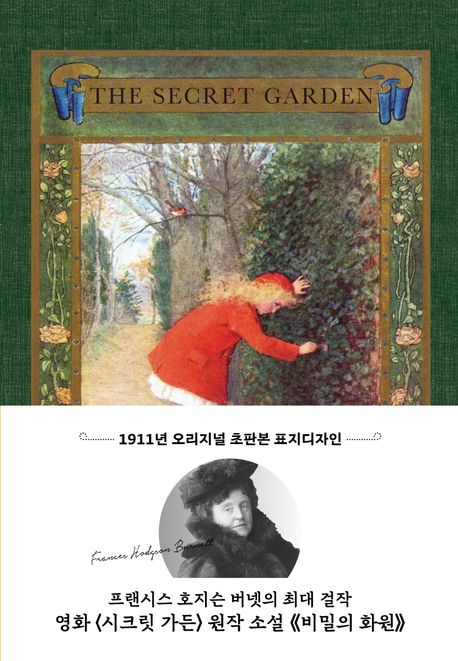 THE SECRET GARDEN
1911년 오리지널 초판본 표지디자인
Frances Hodgson Burnett
프랜시스 호지슨 버넷의 최대 걸작
영화 〈시크릿 가든〉 원작 소설 《비밀의 화원》